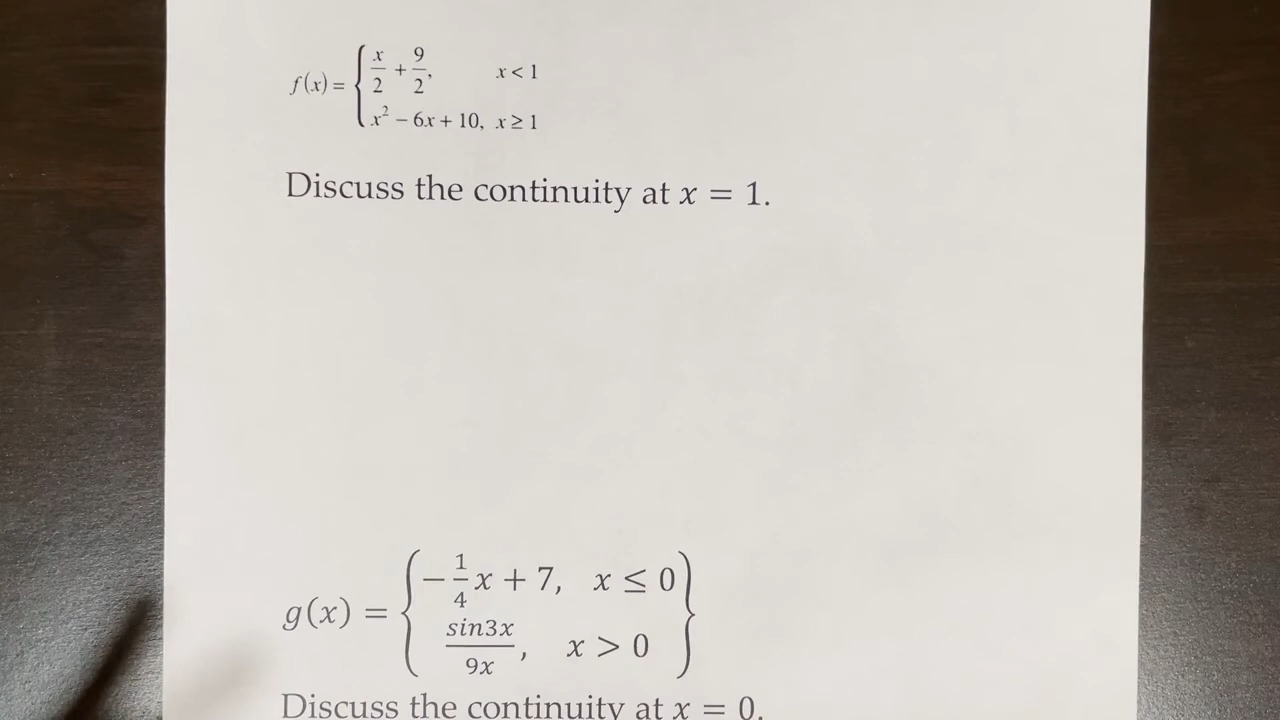 f(x) = { x/2 + 9/2, x < 1
x² − 6x + 10, x ≥ 1
Discuss the continuity at x = 1.
g(x) = { −1/4 x + 7, x ≤ 0
sin3x/9x, x > 0 }
Discuss the continuity at x = 0.